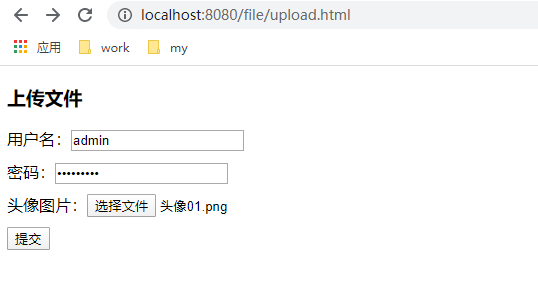 localhost:8080/file/upload.html
应用 work my
上传文件
用户名：admin
密码：•••••••••
头像图片：选择文件 头像01.png
提交